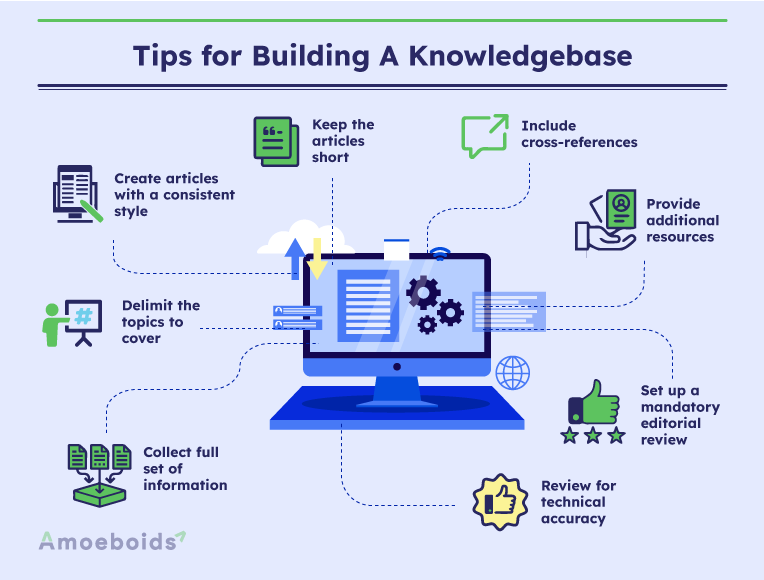 Tips for Building A Knowledgebase
Keep the
articles
short
Include
cross-references
Create articles
with a consistent
style
Provide
additional
resources
Delimit the
topics to
cover
#
Set up a
mandatory
editorial
review
Collect full
set of
information
Review for
technical
accuracy
Amoeboids